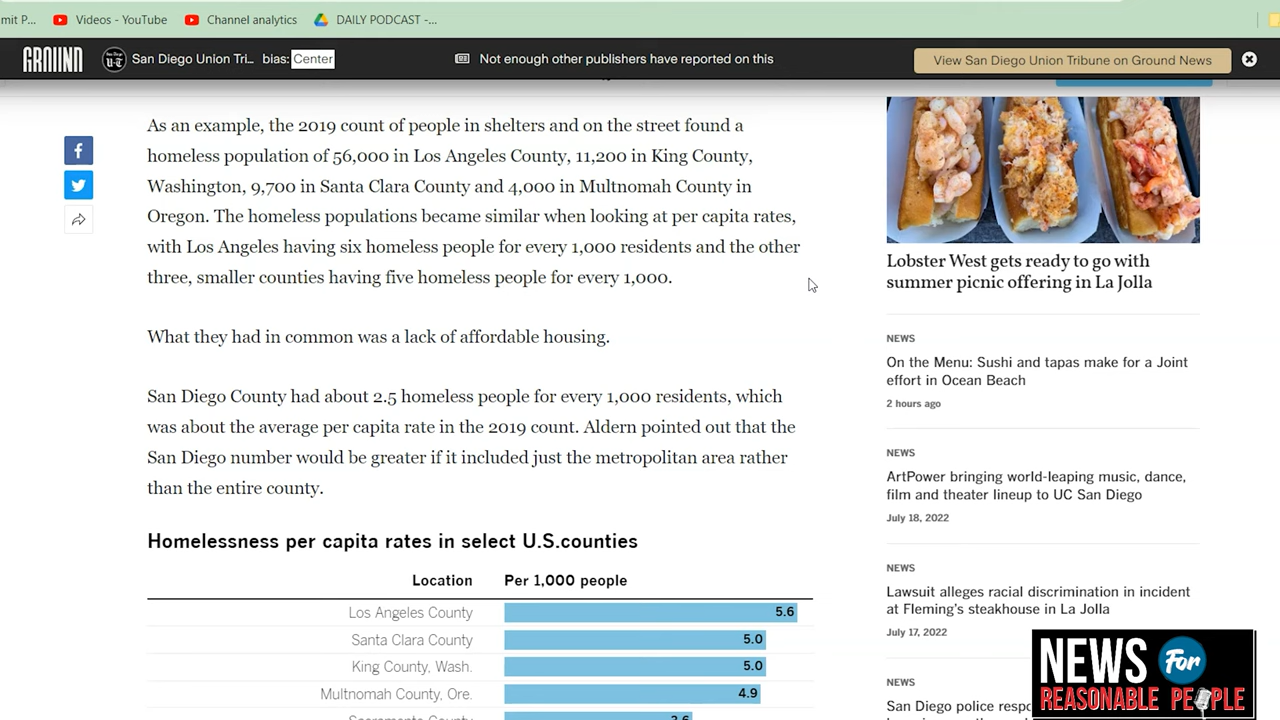 mit P...
Videos - YouTube
Channel analytics
DAILY PODCAST -...
GROUND
San Diego Union Tri... bias: Center
Not enough other publishers have reported on this
View San Diego Union Tribune on Ground News
As an example, the 2019 count of people in shelters and on the street found a
homeless population of 56,000 in Los Angeles County, 11,200 in King County,
Washington, 9,700 in Santa Clara County and 4,000 in Multnomah County in
Oregon. The homeless populations became similar when looking at per capita rates,
with Los Angeles having six homeless people for every 1,000 residents and the other
three, smaller counties having five homeless people for every 1,000.
What they had in common was a lack of affordable housing.
San Diego County had about 2.5 homeless people for every 1,000 residents, which
was about the average per capita rate in the 2019 count. Aldern pointed out that the
San Diego number would be greater if it included just the metropolitan area rather
than the entire county.
Homelessness per capita rates in select U.S.counties
Location Per 1,000 people
Los Angeles County 5.6
Santa Clara County 5.0
King County, Wash. 5.0
Multnomah County, Ore. 4.9
Sacramento County 3.6
Lobster West gets ready to go with
summer picnic offering in La Jolla
NEWS
On the Menu: Sushi and tapas make for a Joint
effort in Ocean Beach
2 hours ago
NEWS
ArtPower bringing world-leaping music, dance,
film and theater lineup to UC San Diego
July 18, 2022
NEWS
Lawsuit alleges racial discrimination in incident
at Fleming's steakhouse in La Jolla
July 17, 2022
NEWS
San Diego police resp
NEWS For
REASONABLE PEOPLE